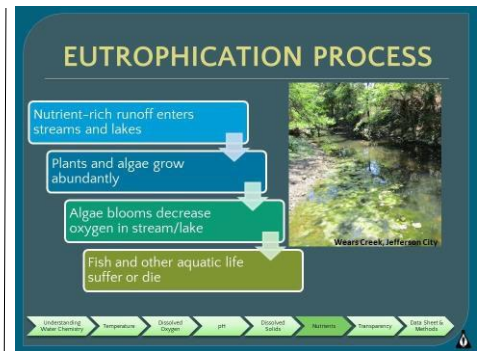 EUTROPHICATION PROCESS
Nutrient-rich runoff enters
streams and lakes
Plants and algae grow
abundantly
Algae blooms decrease
oxygen in stream/lake
Fish and other aquatic life
suffer or die
Wears Creek, Jefferson City
Understanding
Water Chemistry
Temperature
Dissolved
Oxygen
pH
Dissolved
Solids
Nutrients
Transparency
Data Sheet &
Methods